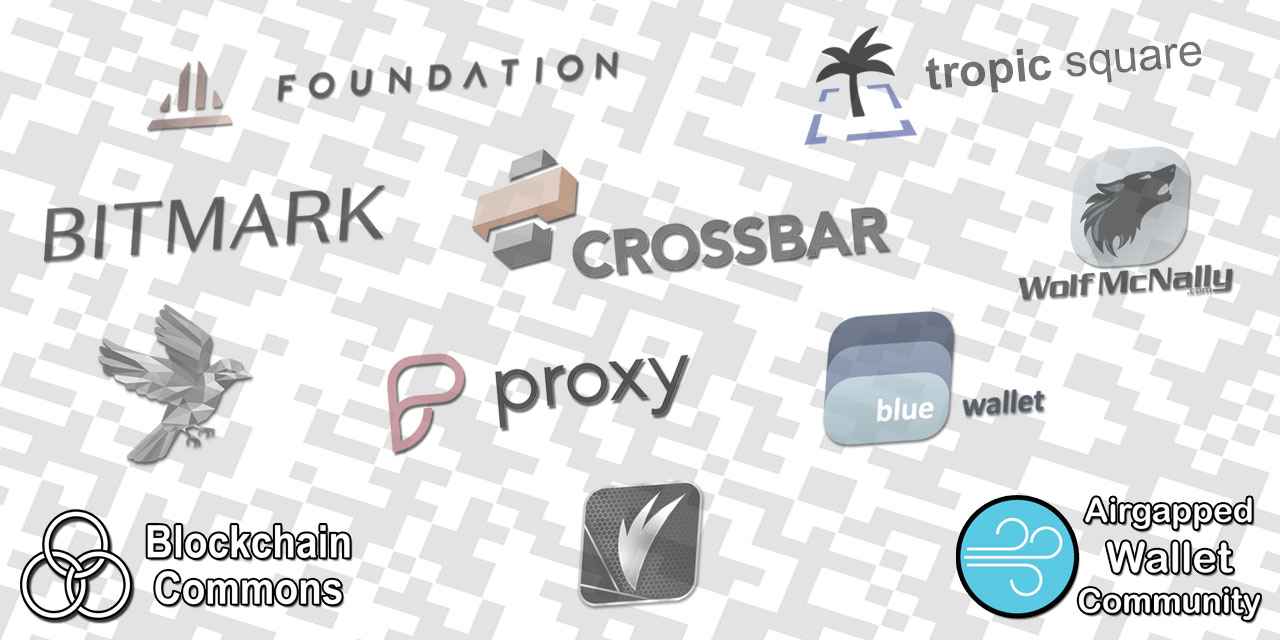 FOUNDATION
tropic square
BITMARK
CROSSBAR
Wolf McNally
.com
proxy
blue wallet
Blockchain
Commons
Airgapped
Wallet
Community